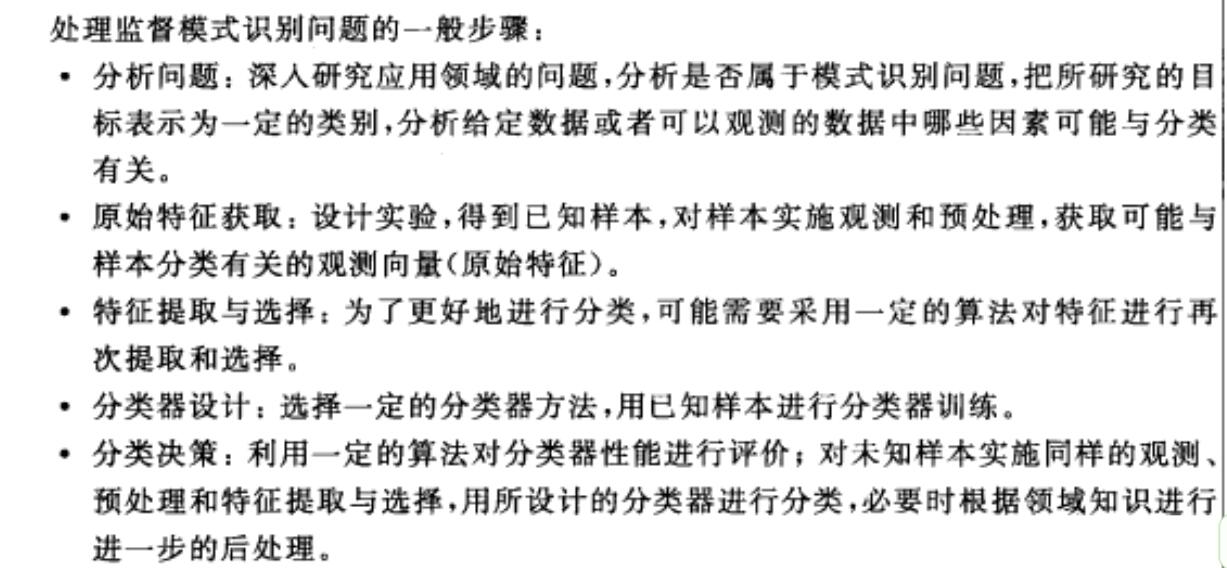 处理监督模式识别问题的一般步骤：
• 分析问题：深入研究应用领域的问题，分析是否属于模式识别问题，把所研究的目
标表示为一定的类别，分析给定数据或者可以观测的数据中哪些因素可能与分类
有关。
• 原始特征获取：设计实验，得到已知样本，对样本实施观测和预处理，获取可能与
样本分类有关的观测向量（原始特征）。
• 特征提取与选择：为了更好地进行分类，可能需要采用一定的算法对特征进行再
次提取和选择。
• 分类器设计：选择一定的分类器方法，用已知样本进行分类器训练。
• 分类决策：利用一定的算法对分类器性能进行评价；对未知样本实施同样的观测、
预处理和特征提取与选择，用所设计的分类器进行分类，必要时根据领域知识进行
进一步的后处理。